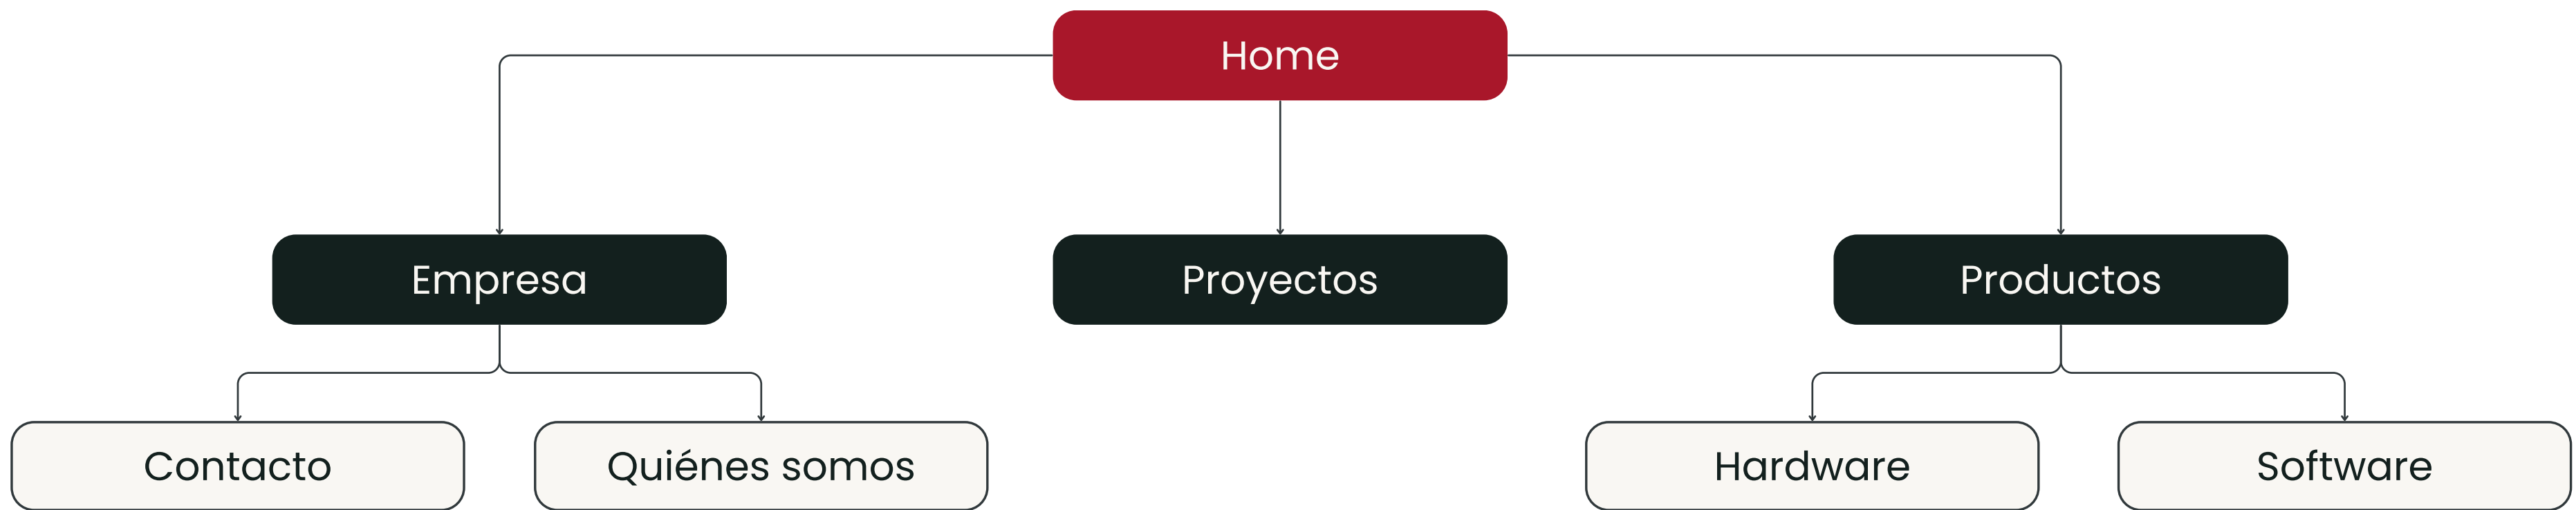 Home
Empresa
Proyectos
Productos
Contacto
Quiénes somos
Hardware
Software